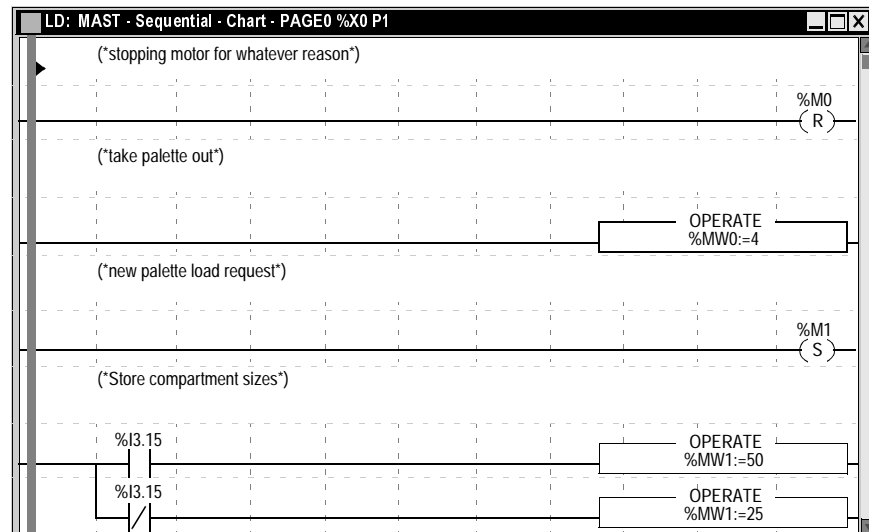 LD: MAST - Sequential - Chart - PAGE0 %X0 P1
(*stopping motor for whatever reason*)
%M0
R
(*take palette out*)
OPERATE
%MW0:=4
(*new palette load request*)
%M1
S
(*Store compartment sizes*)
%I3.15
OPERATE
%MW1:=50
%I3.15
OPERATE
%MW1:=25